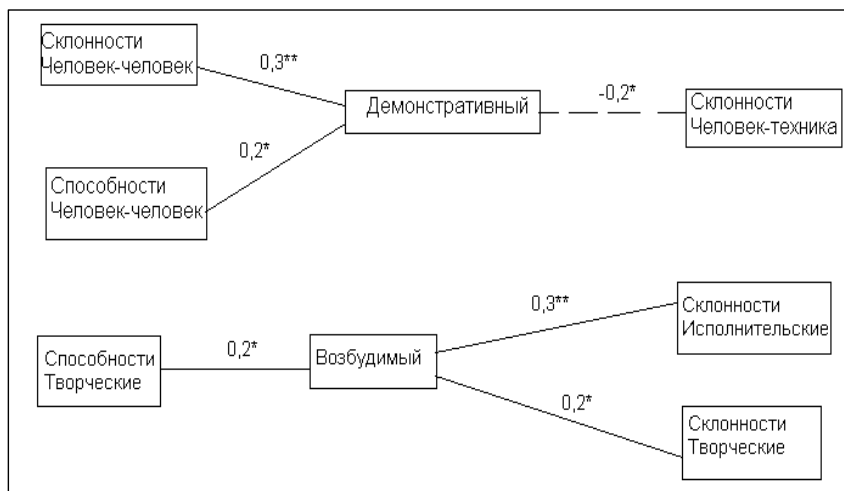 Склонности
Человек-человек
0,3**
Демонстративный
-0,2*
Склонности
Человек-техника
0,2*
Способности
Человек-человек
0,3**
Склонности
Исполнительские
Способности
Творческие
0,2*
Возбудимый
0,2*
Склонности
Творческие